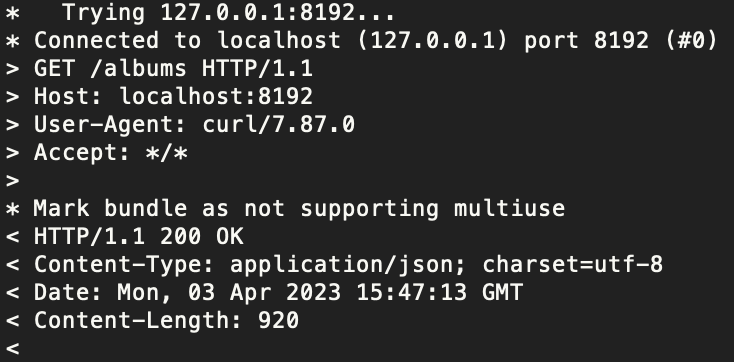 *   Trying 127.0.0.1:8192...
* Connected to localhost (127.0.0.1) port 8192 (#0)
> GET /albums HTTP/1.1
> Host: localhost:8192
> User-Agent: curl/7.87.0
> Accept: */*
>
* Mark bundle as not supporting multiuse
< HTTP/1.1 200 OK
< Content-Type: application/json; charset=utf-8
< Date: Mon, 03 Apr 2023 15:47:13 GMT
< Content-Length: 920
<